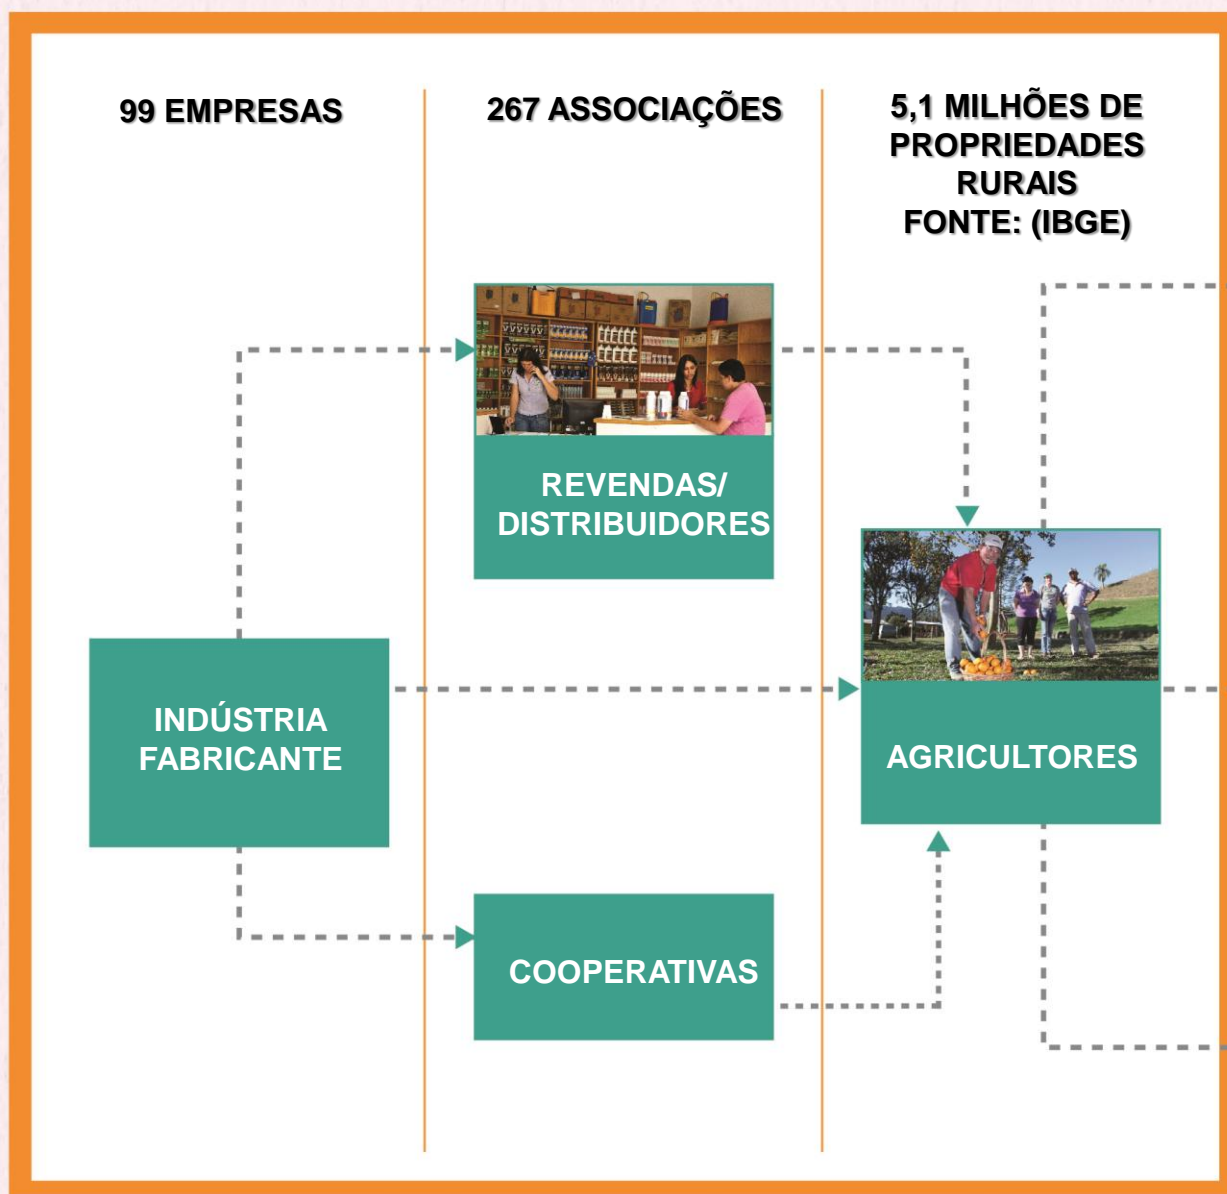 99 EMPRESAS
267 ASSOCIAÇÕES
5,1 MILHÕES DE
PROPRIEDADES
RURAIS
FONTE: (IBGE)
REVENDAS/
DISTRIBUIDORES
INDÚSTRIA
FABRICANTE
AGRICULTORES
COOPERATIVAS